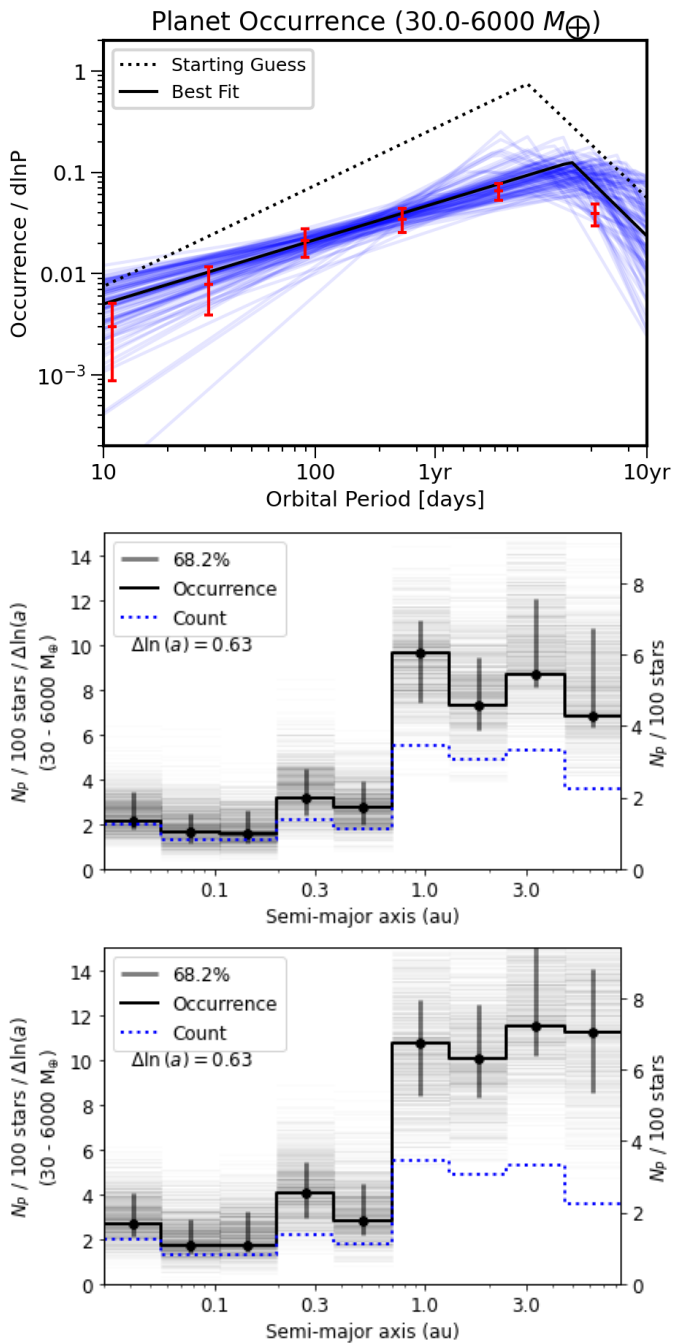 Planet Occurrence (30.0-6000 M⊕)
Starting Guess
Best Fit
Occurrence / dlnP
1
0.1
0.01
10⁻³
10
100
1yr
10yr
Orbital Period [days]
68.2%
Occurrence
Count
Δln (a) = 0.63
N_P / 100 stars / Δln(a)
(30 - 6000 M⊕)
14
12
10
8
6
4
2
0
8
6
4
2
0
N_P / 100 stars
0.1
0.3
1.0
3.0
Semi-major axis (au)
68.2%
Occurrence
Count
Δln (a) = 0.63
N_P / 100 stars / Δln(a)
(30 - 6000 M⊕)
14
12
10
8
6
4
2
0
8
6
4
2
0
N_P / 100 stars
0.1
0.3
1.0
3.0
Semi-major axis (au)